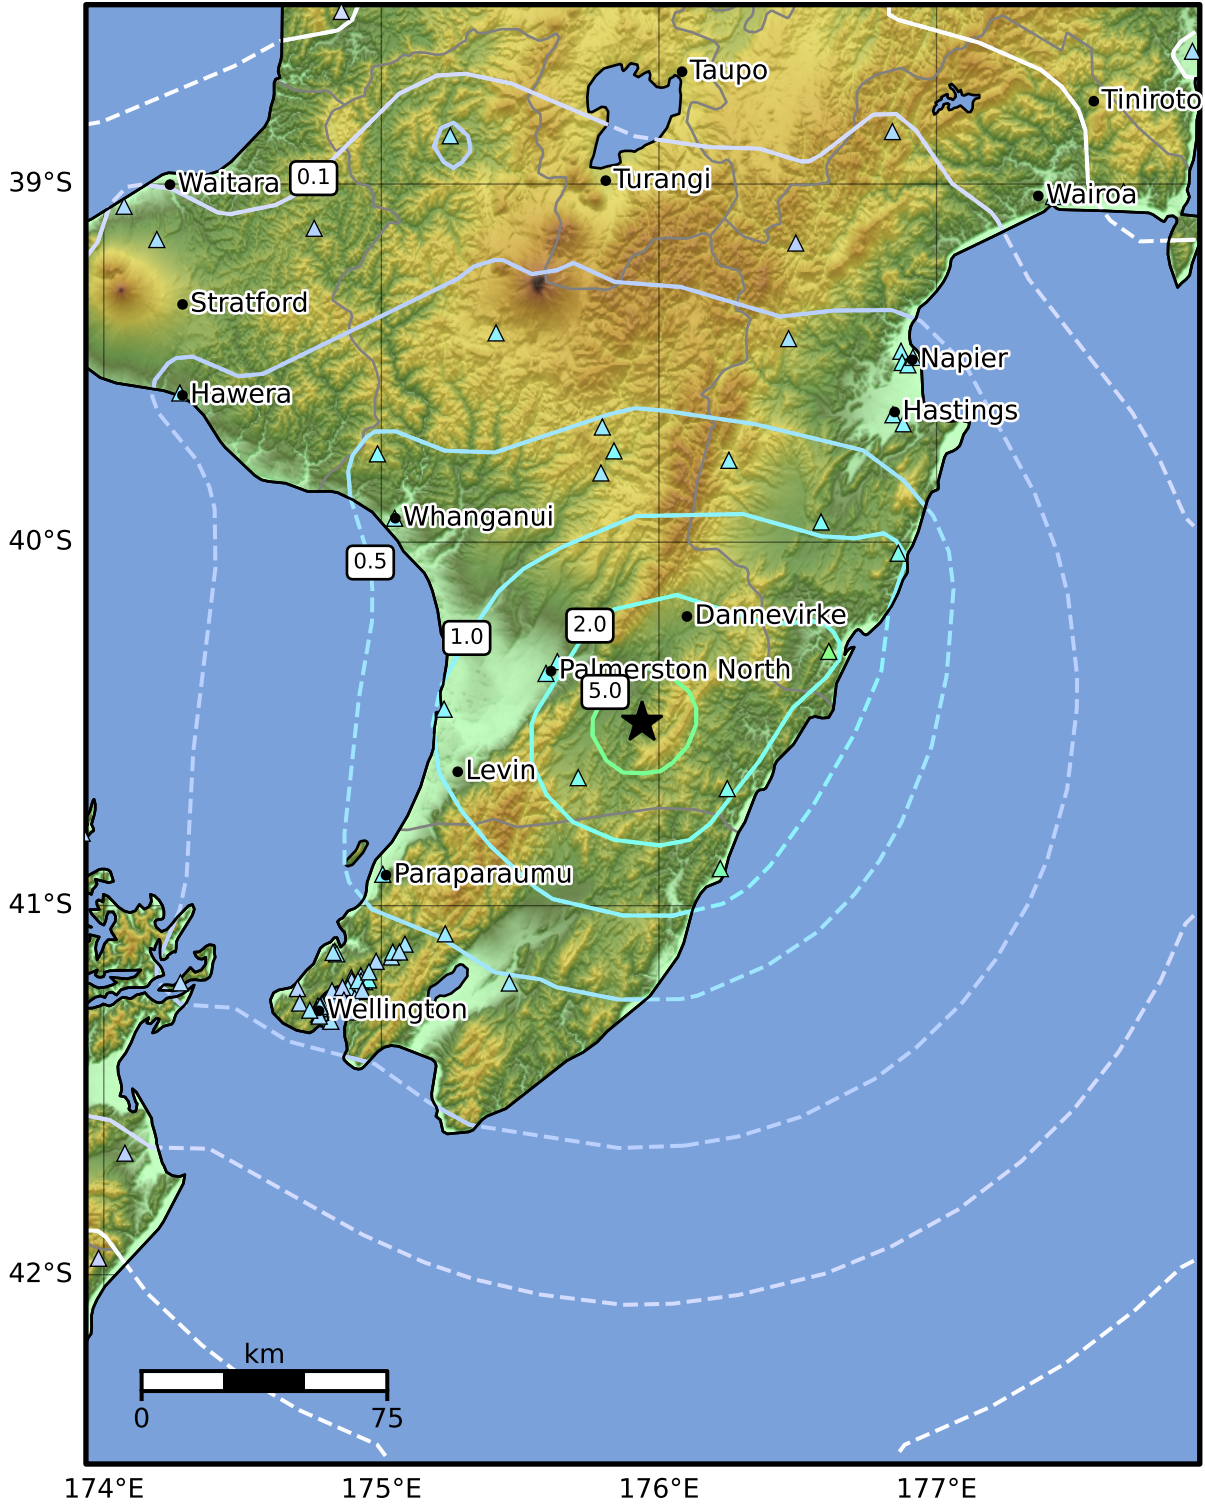 Taupo
Tiniroto
39°S
Waitara
0.1
Turangi
Wairoa
Stratford
Napier
Hawera
Hastings
Whanganui
40°S
0.5
1.0
2.0
Dannevirke
Palmerston North
5.0
Levin
Paraparaumu
41°S
Wellington
42°S
km
0 75
174°E 175°E 176°E 177°E